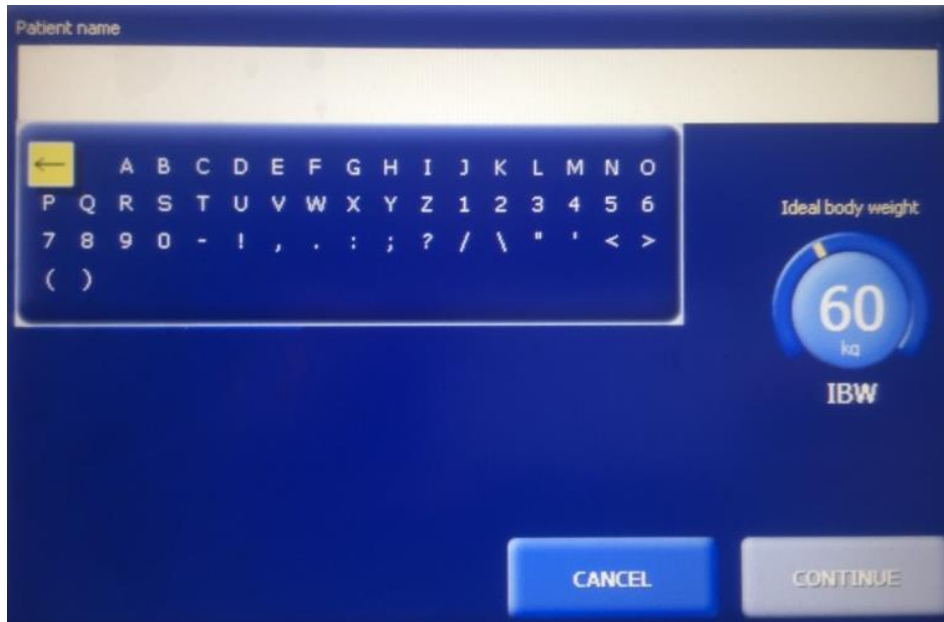 Patient name
← A B C D E F G H I J K L M N O
P Q R S T U V W X Y Z 1 2 3 4 5 6
7 8 9 0 - ! , . : ; ? / \ " ' < >
( )
Ideal body weight
60
kg
IBW
CANCEL
CONTINUE